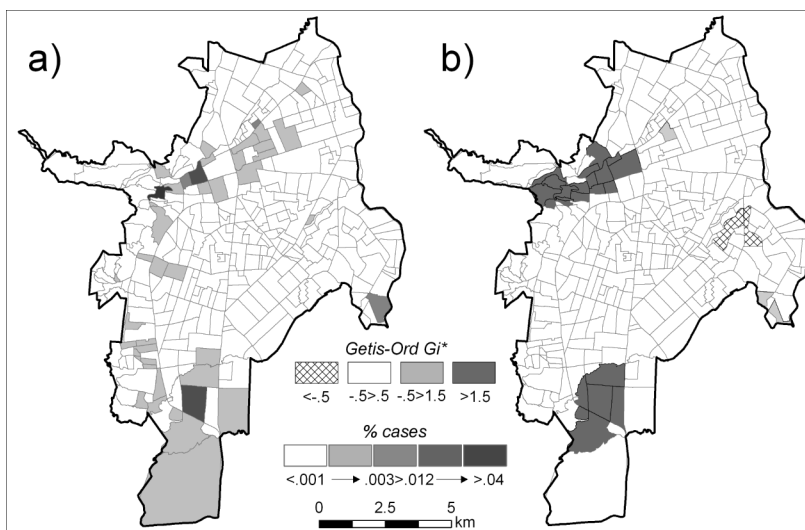 a)
b)
Getis-Ord Gi*
<-.5 -.5>.5 -.5>1.5 >1.5
% cases
<.001 → .003>.012 → >.04
0 2.5 5
km